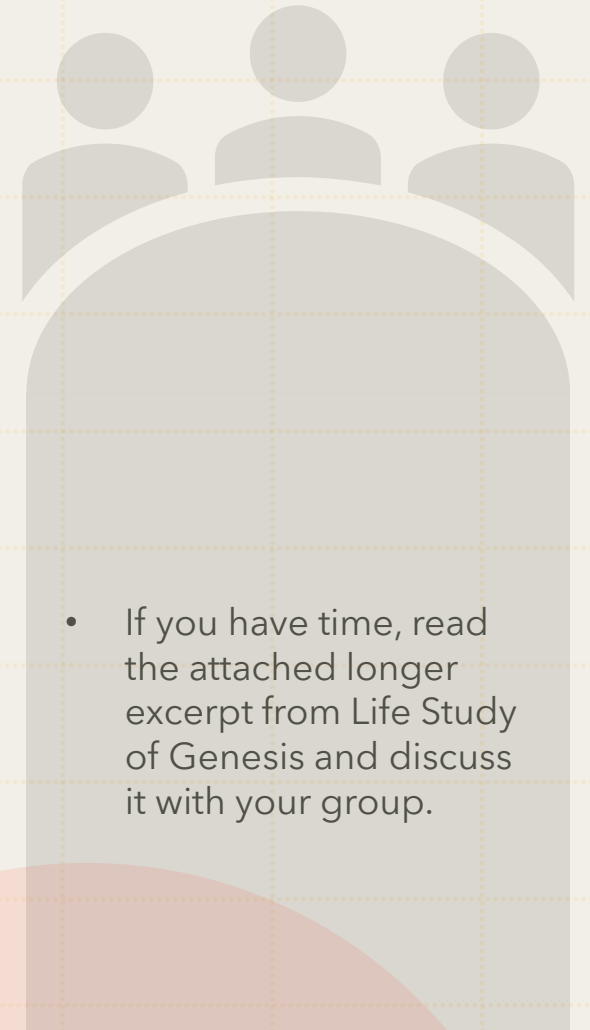 • If you have time, read
the attached longer
excerpt from Life Study
of Genesis and discuss
it with your group.